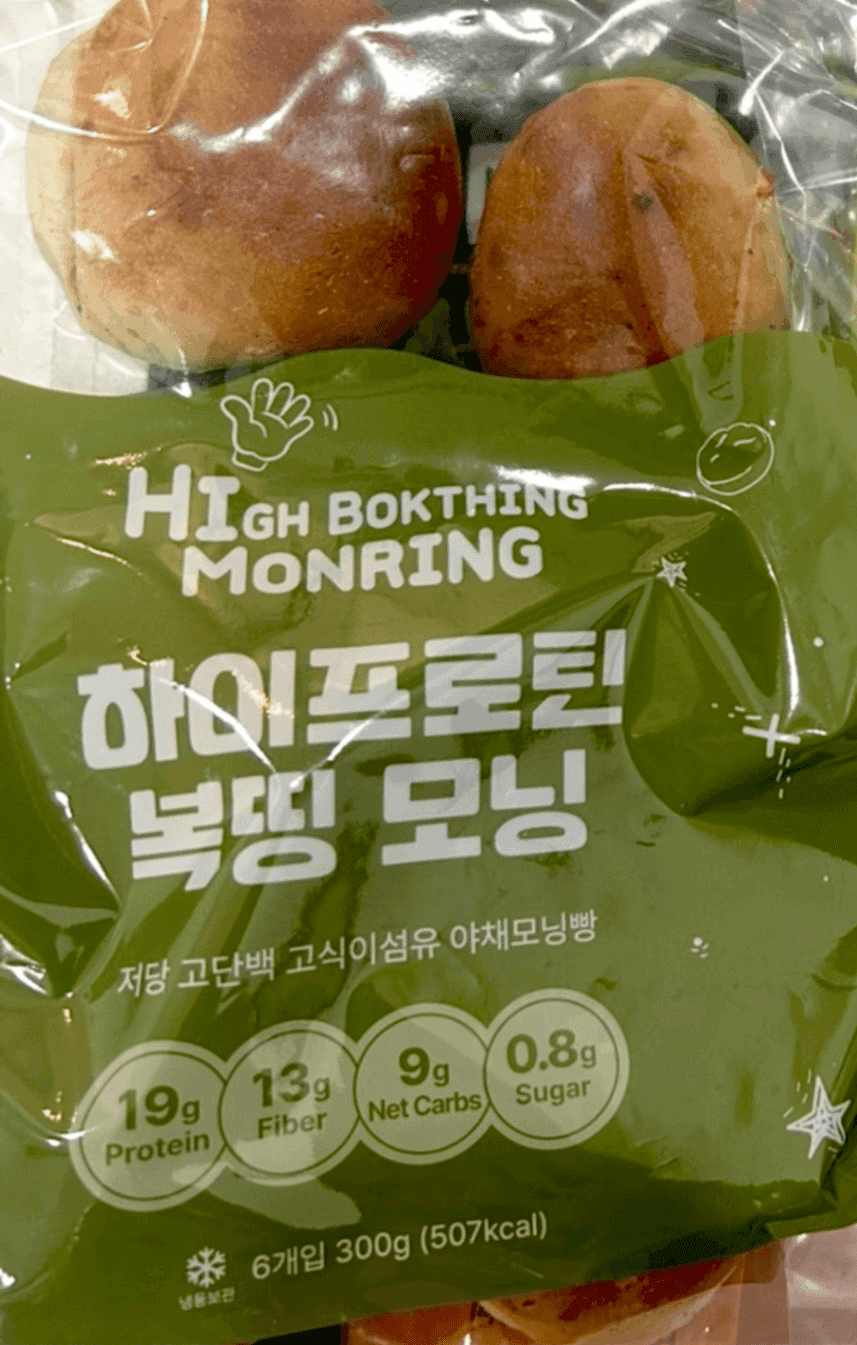 HIGH BOKTHING
MONRING
하이프로틴
복띵 모닝
저당 고단백 고식이섬유 야채모닝빵
19g
Protein
13g
Fiber
9g
Net Carbs
0.8g
Sugar
냉동보관
6개입 300g (507kcal)